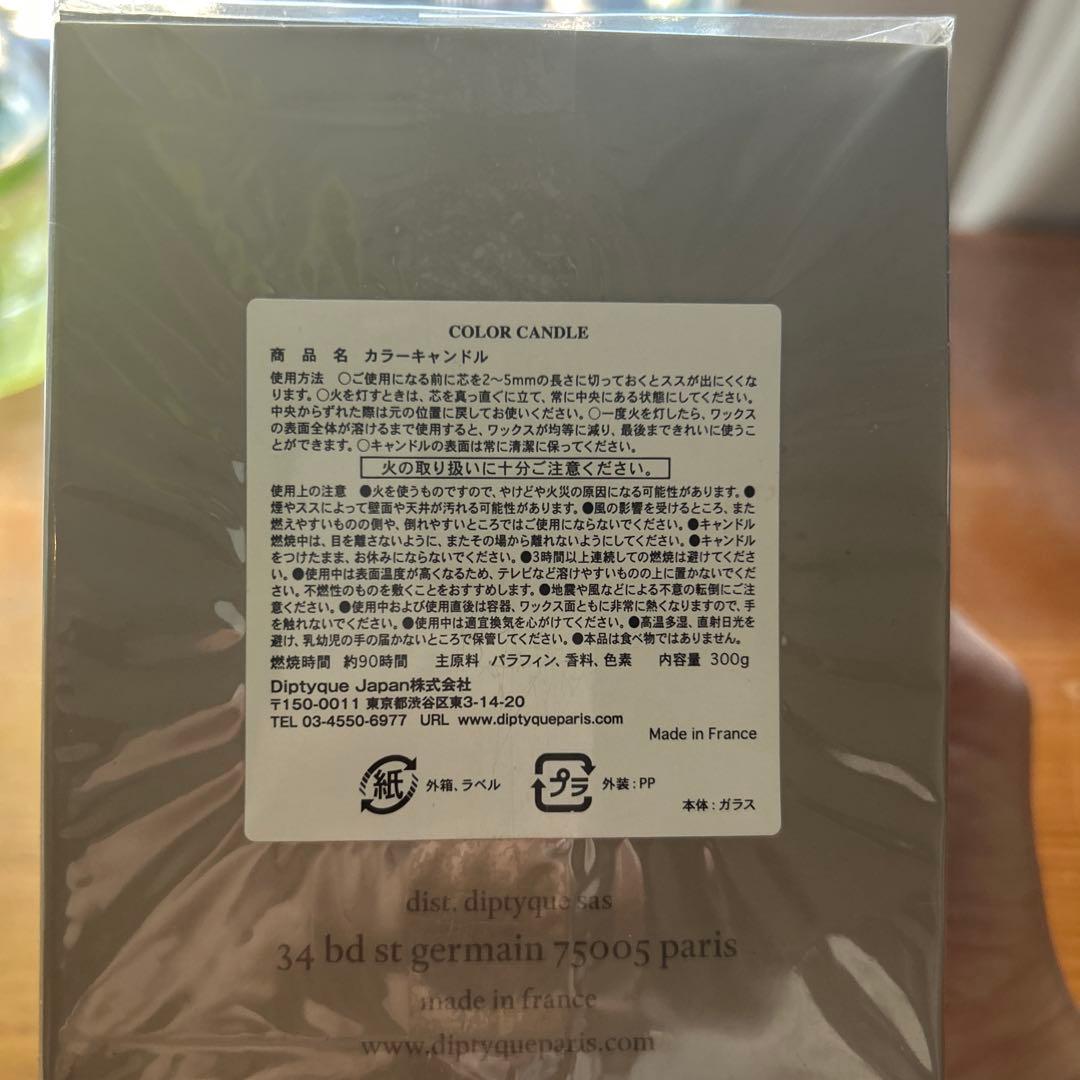 COLOR CANDLE
商 品 名 カラーキャンドル
使用方法 ○ご使用になる前に芯を2〜5mmの長さに切っておくとススが出にくくな
ります。○火を灯すときは、芯を真っ直ぐに立て、常に中央にある状態にしてください。
中央からずれた際は元の位置に戻してお使いください。○一度火を灯したら、ワックス
の表面全体が溶けるまで使用すると、ワックスが均等に減り、最後まできれいに使うこ
とができます。○キャンドルの表面は常に清潔に保ってください。
火の取り扱いに十分ご注意ください。
使用上の注意 ●火を使うものですので、やけどや火災の原因になる可能性があります。●
煙やススによって壁面や天井が汚れる可能性があります。●風の影響を受けるところ、また
燃えやすいものの側や、倒れやすいところではご使用にならないでください。●キャンドル
燃焼中は、目を離さないように、またその場から離れないようにしてください。●キャンドル
をつけたまま、お休みにならないでください。●3時間以上連続しての燃焼は避けてくださ
い。●使用中は表面温度が高くなるため、テレビなど溶けやすいものの上に置かないでくだ
さい。不燃性のものを敷くことをおすすめします。●地震や風などによる不意の転倒にご注
意ください。●使用中および使用直後は容器、ワックス面ともに非常に熱くなりますので、手
を触れないでください。●使用中は適宜換気を心がけてください。●高温多湿、直射日光を
避け、乳幼児の手の届かないところで保管してください。●本品は食べ物ではありません。
燃焼時間 約90時間 主原料 パラフィン、香料、色素 内容量 300g
Diptyque Japan株式会社
〒150-0011 東京都渋谷区東3-14-20
TEL 03-4550-6977 URL www.diptyqueparis.com
Made in France
紙 外箱、ラベル プラ 外装:PP
本体:ガラス
dist. diptyque sas
34 bd st germain 75005 paris
made in france
www.diptyqueparis.com